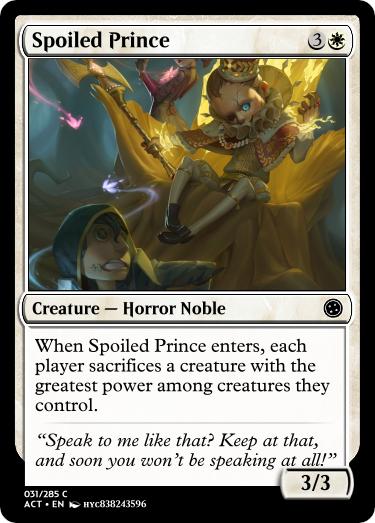 Spoiled Prince 3
Creature — Horror Noble
When Spoiled Prince enters, each
player sacrifices a creature with the
greatest power among creatures they
control.
“Speak to me like that? Keep at that,
and soon you won’t be speaking at all!”
3/3
031/285 C
ACT • EN HYC838243596